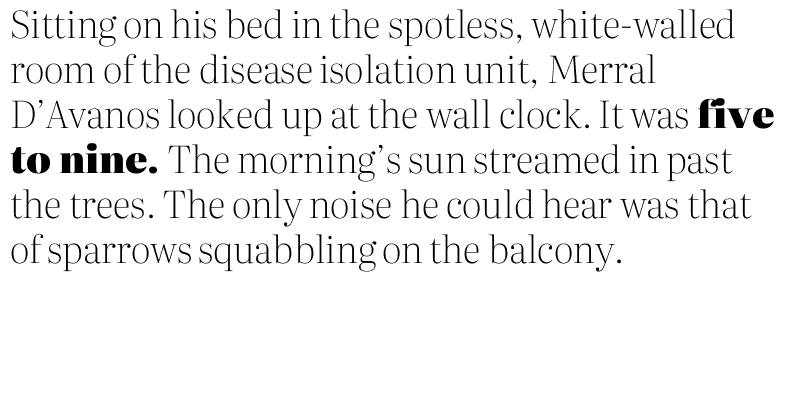 Sitting on his bed in the spotless, white-walled
room of the disease isolation unit, Merral
D’Avanos looked up at the wall clock. It was five
to nine. The morning’s sun streamed in past
the trees. The only noise he could hear was that
of sparrows squabbling on the balcony.